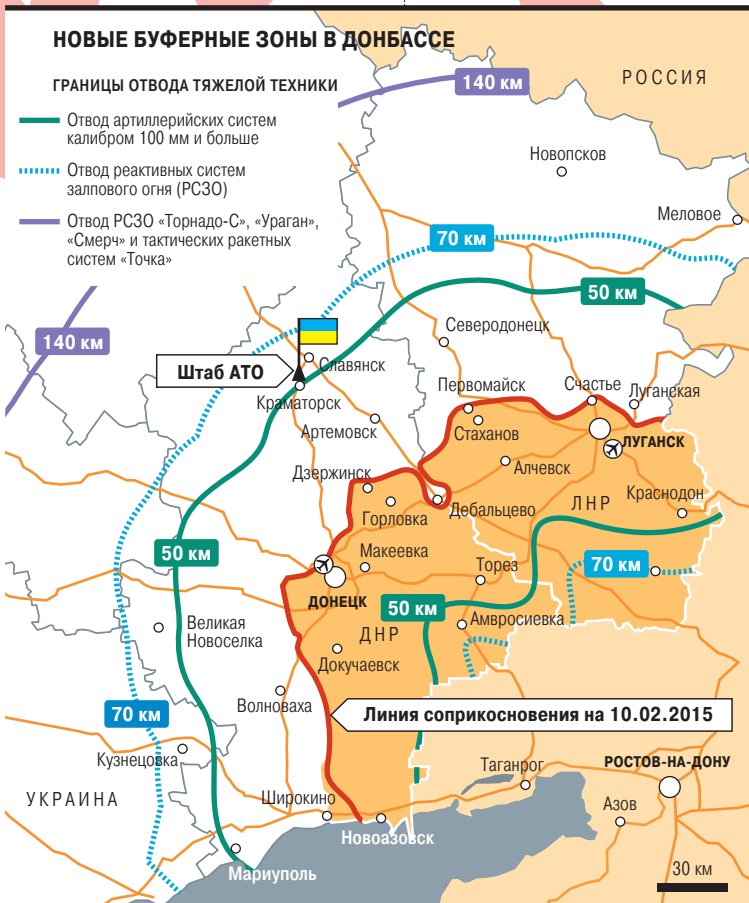 НОВЫЕ БУФЕРНЫЕ ЗОНЫ В ДОНБАССЕ
ГРАНИЦЫ ОТВОДА ТЯЖЕЛОЙ ТЕХНИКИ
Отвод артиллерийских систем
калибром 100 мм и больше
Отвод реактивных систем
залпового огня (РСЗО)
Отвод РСЗО «Торнадо-С», «Ураган»,
«Смерч» и тактических ракетных
систем «Точка»
140 км
РОССИЯ
Новопсков
Меловое
70 км
50 км
140 км
Северодонецк
Штаб АТО
Славянск
Краматорск
Первомайск
Счастье
Луганская
Артемовск
Стаханов
ЛУГАНСК
Дзержинск
Алчевск
Горловка
Дебальцево
ЛНР
Краснодон
50 км
Макеевка
Торез
70 км
ДОНЕЦК
50 км
Амвросиевка
Великая
Новоселка
ДНР
Докучаевск
Волноваха
70 км
Линия соприкосновения на 10.02.2015
Кузнецовка
Таганрог
РОСТОВ-НА-ДОНУ
УКРАИНА
Широкино
Азов
Новоазовск
Мариуполь
30 км